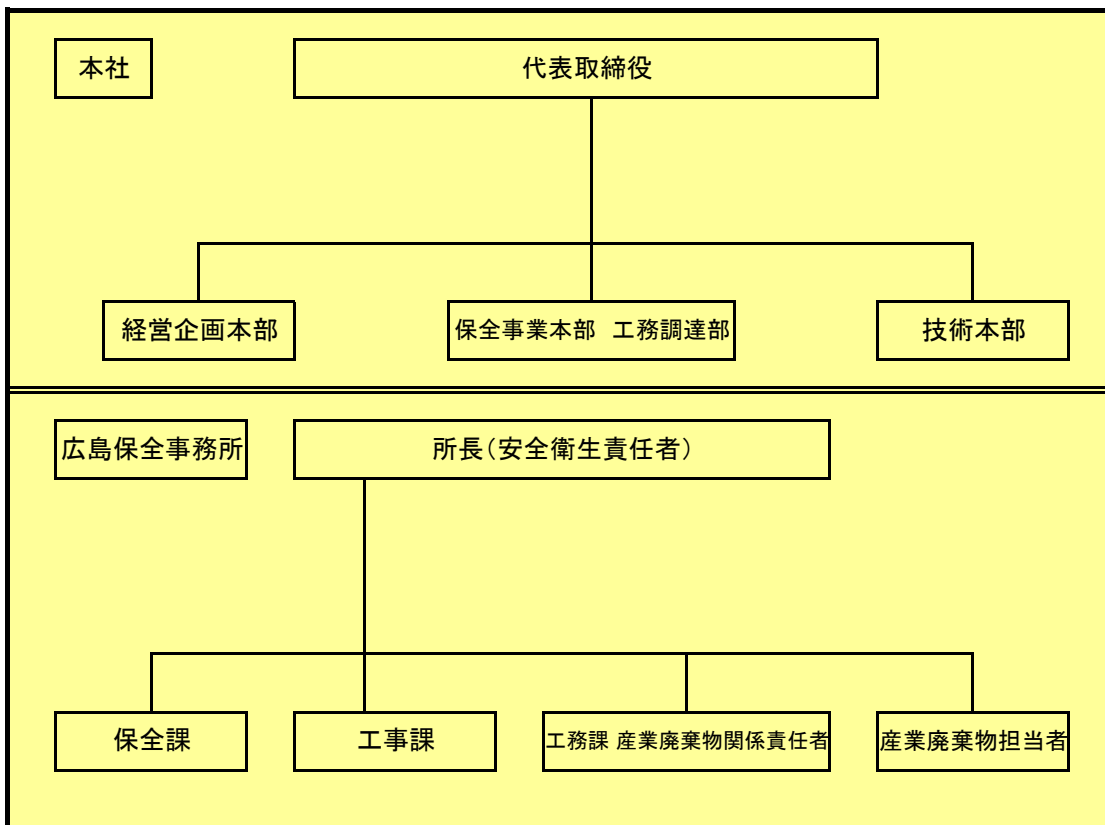 本社
代表取締役
経営企画本部
保全事業本部 工務調達部
技術本部
広島保全事務所
所長（安全衛生責任者）
保全課
工事課
工務課 産業廃棄物関係責任者
産業廃棄物担当者